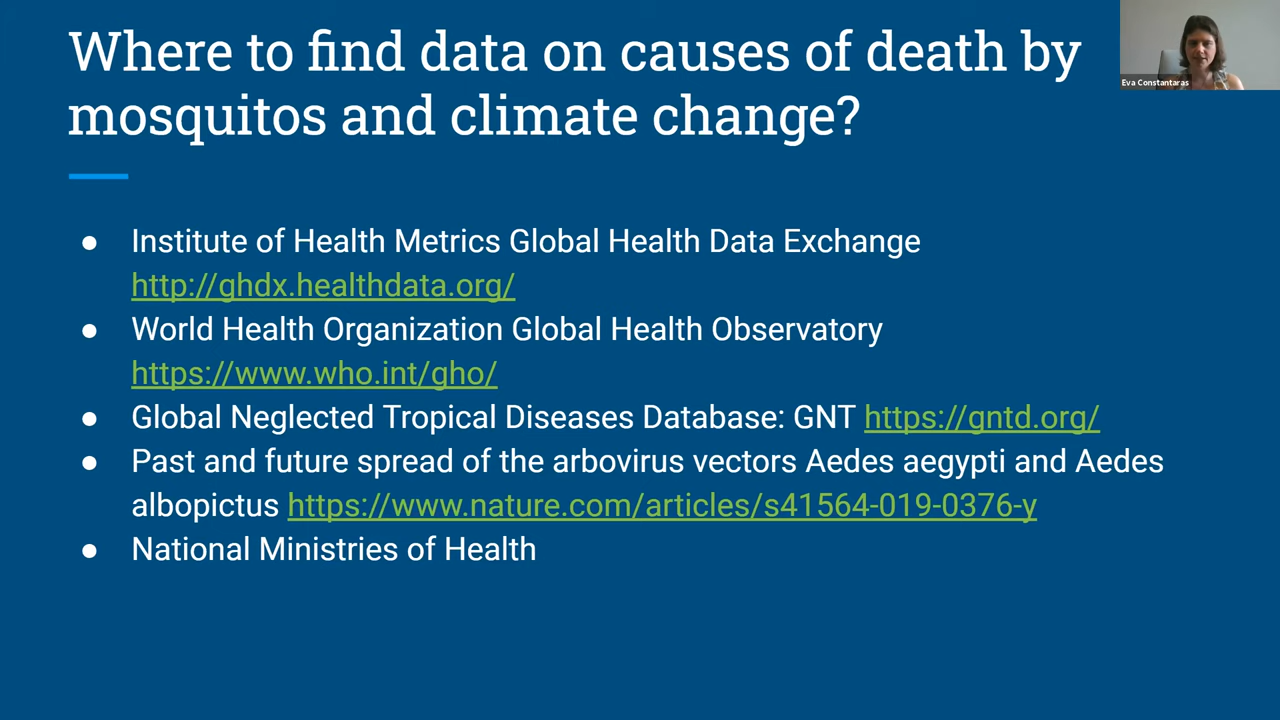 Where to find data on causes of death by
mosquitos and climate change?
Eva Constantaras
● Institute of Health Metrics Global Health Data Exchange
http://ghdx.healthdata.org/
● World Health Organization Global Health Observatory
https://www.who.int/gho/
● Global Neglected Tropical Diseases Database: GNT https://gntd.org/
● Past and future spread of the arbovirus vectors Aedes aegypti and Aedes
albopictus https://www.nature.com/articles/s41564-019-0376-y
● National Ministries of Health